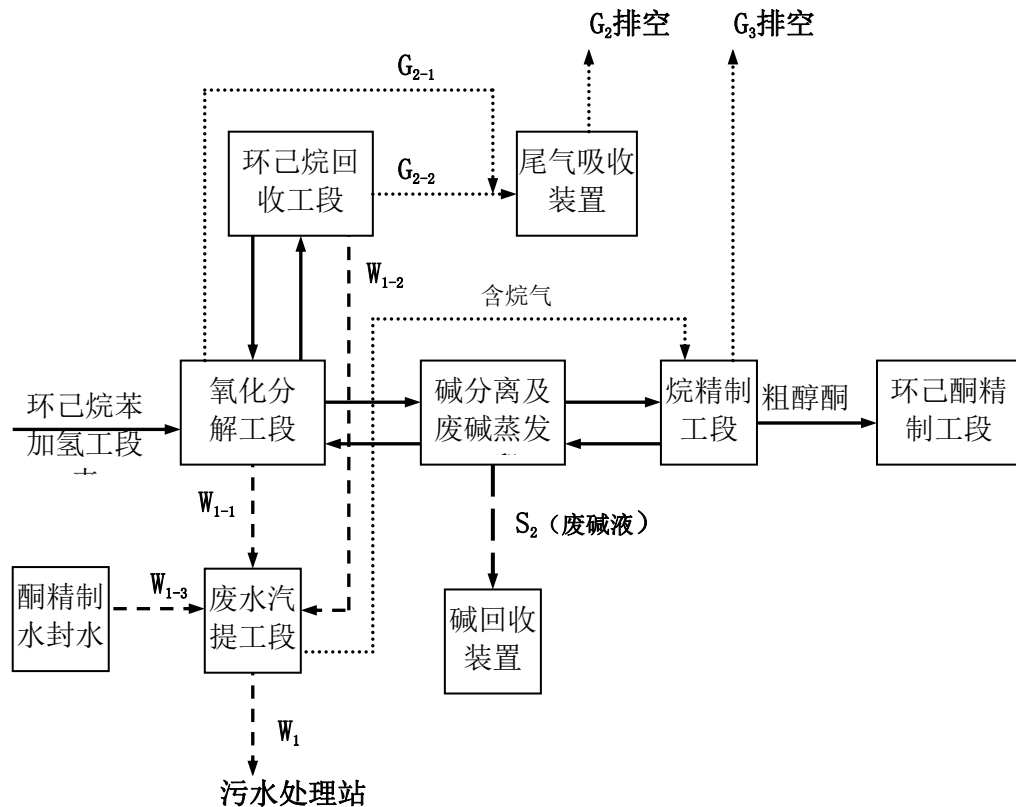 G₂排空
G₃排空
G₂₋₁
环己烷回
收工段
G₂₋₂
尾气吸收
装置
W₁₋₂
含烷气
环己烷苯
加氢工段
氧化分
解工段
碱分离及
废碱蒸发
烷精制
工段
粗醇酮
环己酮精
制工段
W₁₋₁
S₂（废碱液）
酮精制
水封水
W₁₋₃
废水汽
提工段
碱回收
装置
W₁
污水处理站